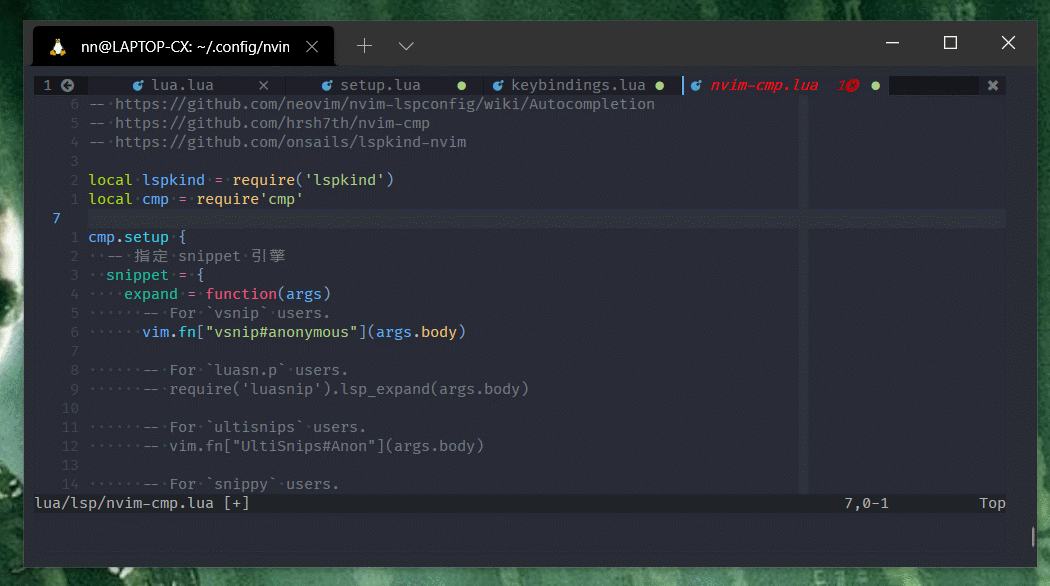 nn@LAPTOP-CX: ~/.config/nvin
1 lua.lua setup.lua keybindings.lua nvim-cmp.lua 1
6 -- https://github.com/neovim/nvim-lspconfig/wiki/Autocompletion
5 -- https://github.com/hrsh7th/nvim-cmp
4 -- https://github.com/onsails/lspkind-nvim
3
2 local lspkind = require('lspkind')
1 local cmp = require'cmp'
7
1 cmp.setup {
2 -- 指定 snippet 引擎
3 snippet = {
4 expand = function(args)
5 -- For `vsnip` users.
6 vim.fn["vsnip#anonymous"](args.body)
7
8 -- For `luasn.p` users.
9 -- require('luasnip').lsp_expand(args.body)
10
11 -- For `ultisnips` users.
12 -- vim.fn["UltiSnips#Anon"](args.body)
13
14 -- For `snippy` users.
lua/lsp/nvim-cmp.lua [+] 7,0-1 Top